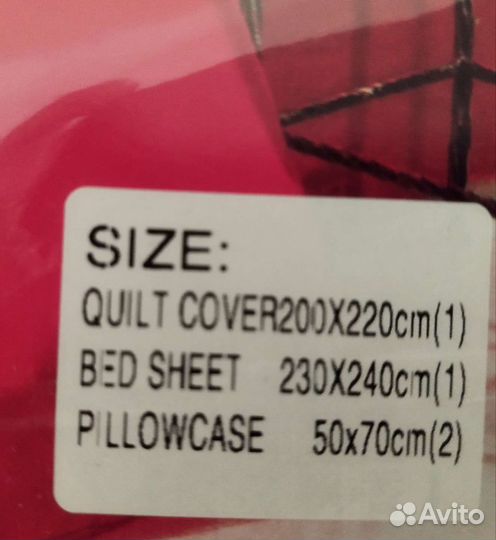 SIZE:
QUILT COVER200X220cm(1)
BED SHEET 230X240cm(1)
PILLOWCASE 50x70cm(2)
Avito